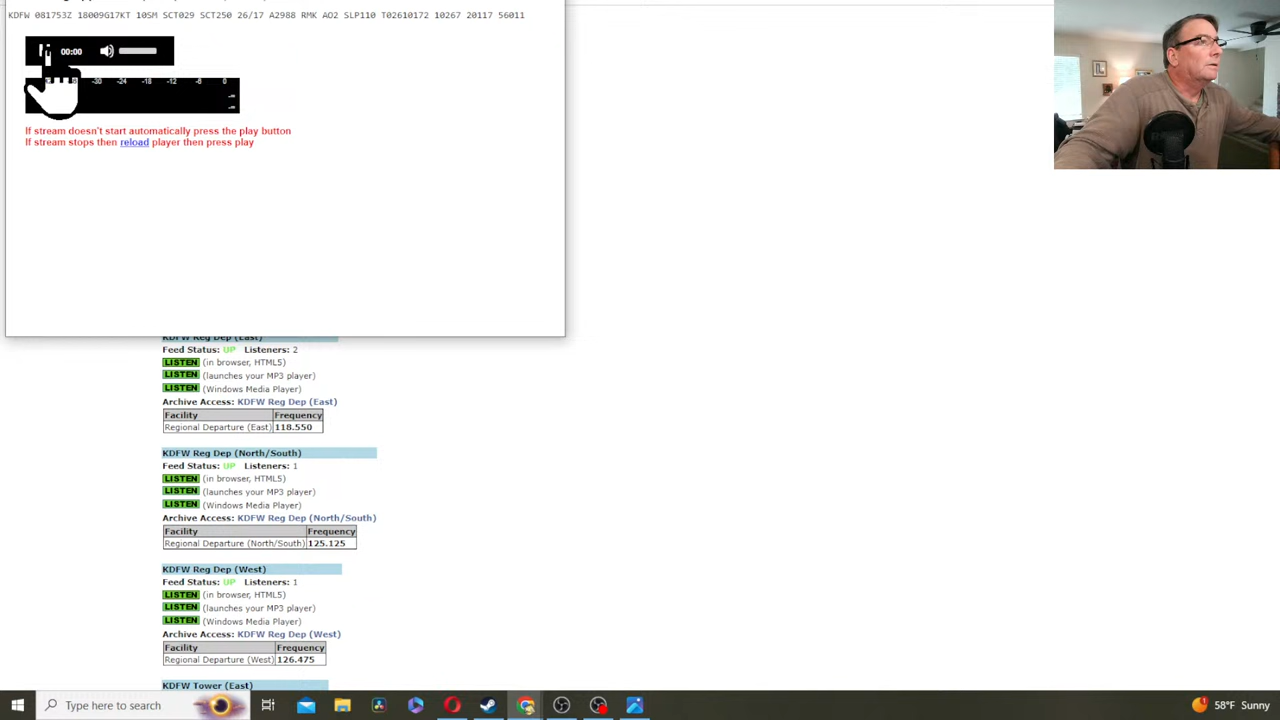 KDFW 081753Z 18009G17KT 10SM SCT029 SCT250 26/17 A2988 RMK AO2 SLP110 T02610172 10267 20117 56011
00:00
-30 -24 -18 -12 -6 0
-∞
-∞
If stream doesn't start automatically press the play button
If stream stops then reload player then press play
KDFW Reg Dep (East)
Feed Status: UP Listeners: 2
LISTEN (in browser, HTML5)
LISTEN (launches your MP3 player)
LISTEN (Windows Media Player)
Archive Access: KDFW Reg Dep (East)
Facility Frequency
Regional Departure (East) 118.550
KDFW Reg Dep (North/South)
Feed Status: UP Listeners: 1
LISTEN (in browser, HTML5)
LISTEN (launches your MP3 player)
LISTEN (Windows Media Player)
Archive Access: KDFW Reg Dep (North/South)
Facility Frequency
Regional Departure (North/South) 125.125
KDFW Reg Dep (West)
Feed Status: UP Listeners: 1
LISTEN (in browser, HTML5)
LISTEN (launches your MP3 player)
LISTEN (Windows Media Player)
Archive Access: KDFW Reg Dep (West)
Facility Frequency
Regional Departure (West) 126.475
KDFW Tower (East)
Type here to search
58°F Sunny